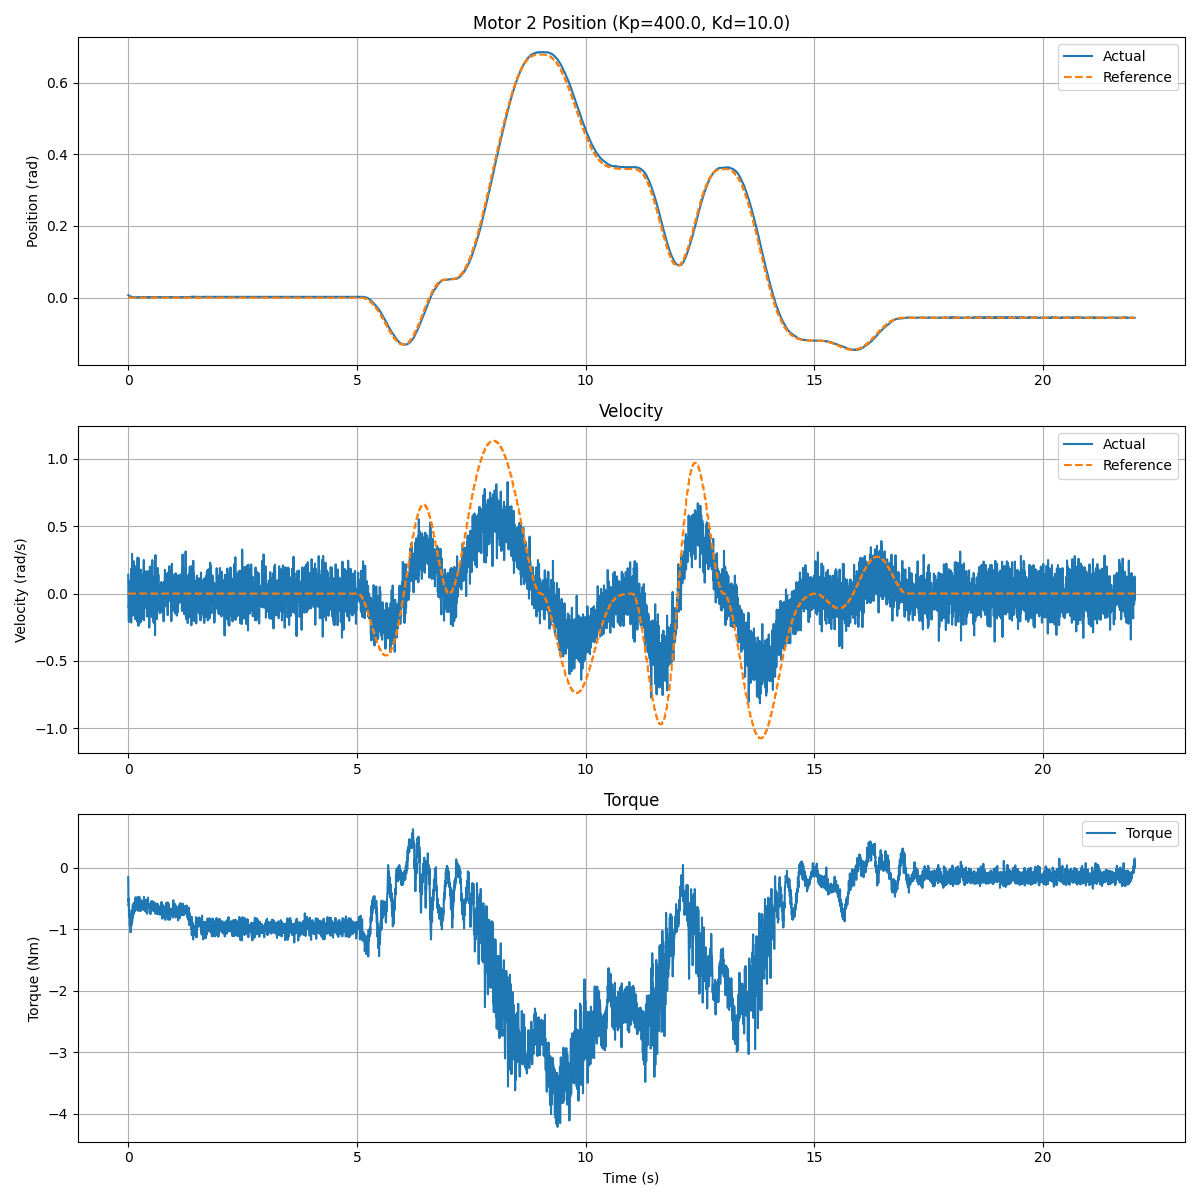 Motor 2 Position (Kp=400.0, Kd=10.0)
Actual
Reference
Position (rad)
0.6
0.4
0.2
0.0
0 5 10 15 20
Velocity
Actual
Reference
Velocity (rad/s)
1.0
0.5
0.0
−0.5
−1.0
0 5 10 15 20
Torque
Torque
Torque (Nm)
0
−1
−2
−3
−4
0 5 10 15 20
Time (s)